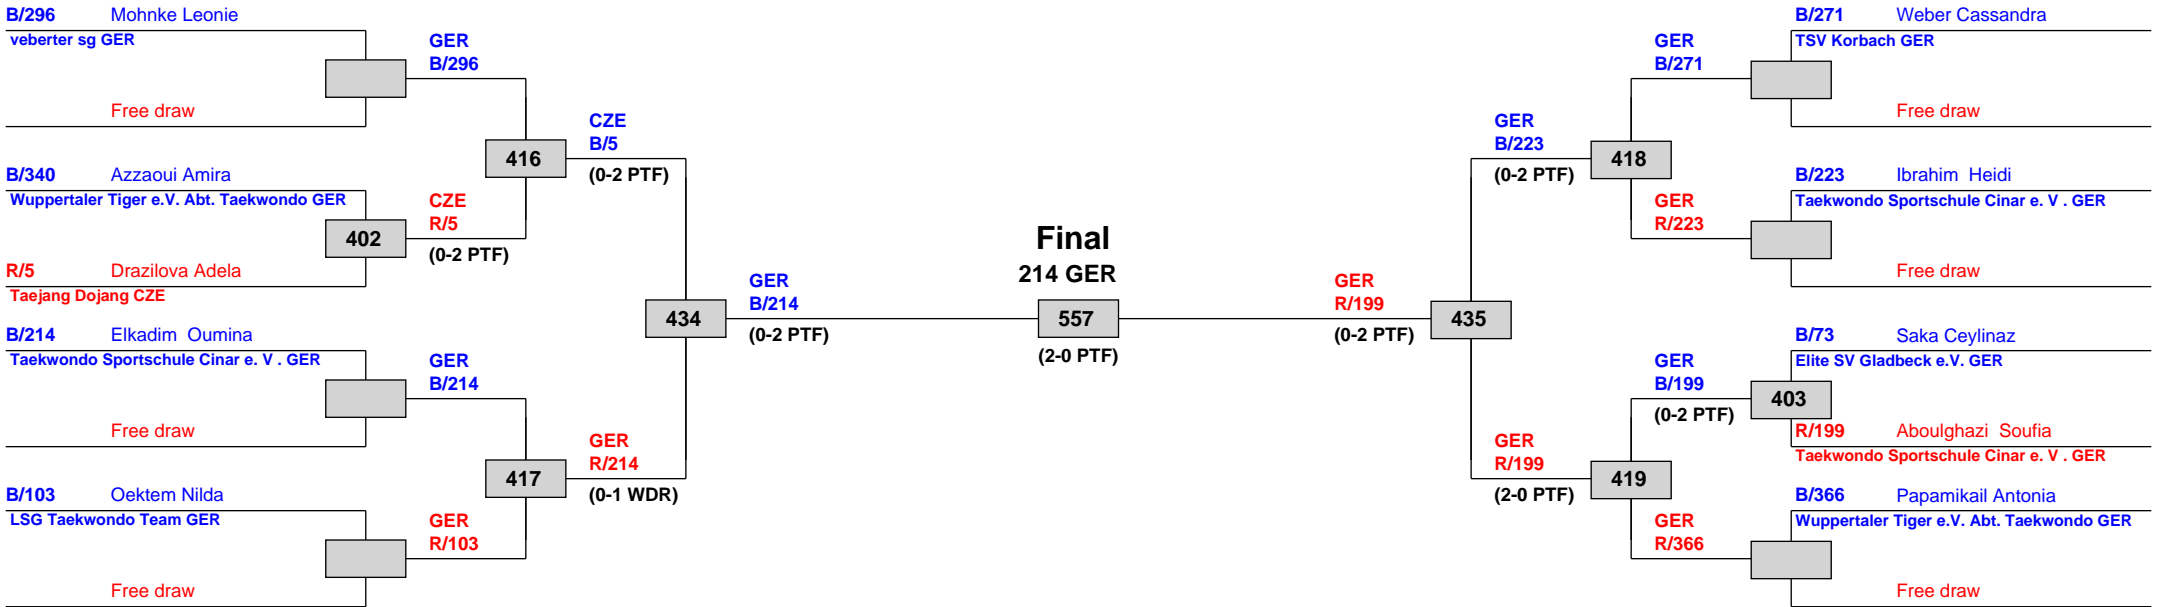 B/296 Mohnke Leonie
veberter sg GER
Free draw
GER
B/296
B/340 Azzaoui Amira
Wuppertaler Tiger e.V. Abt. Taekwondo GER
402
R/5 Drazilova Adela
Taejang Dojang CZE
CZE
R/5
(0-2 PTF)
416
CZE
B/5
(0-2 PTF)
B/214 Elkadim Oumina
Taekwondo Sportschule Cinar e. V . GER
Free draw
GER
B/214
B/103 Oektem Nilda
LSG Taekwondo Team GER
Free draw
GER
R/103
417
GER
R/214
(0-1 WDR)
434
GER
B/214
(0-2 PTF)
Final
214 GER
557
(2-0 PTF)
GER
R/199
(0-2 PTF)
435
GER
B/223
(0-2 PTF)
418
GER
B/271
B/271 Weber Cassandra
TSV Korbach GER
Free draw
GER
R/223
B/223 Ibrahim Heidi
Taekwondo Sportschule Cinar e. V . GER
Free draw
GER
R/199
(2-0 PTF)
419
GER
B/199
(0-2 PTF)
B/73 Saka Ceylinaz
Elite SV Gladbeck e.V. GER
403
R/199 Aboulghazi Soufia
Taekwondo Sportschule Cinar e. V . GER
GER
R/366
B/366 Papamikail Antonia
Wuppertaler Tiger e.V. Abt. Taekwondo GER
Free draw